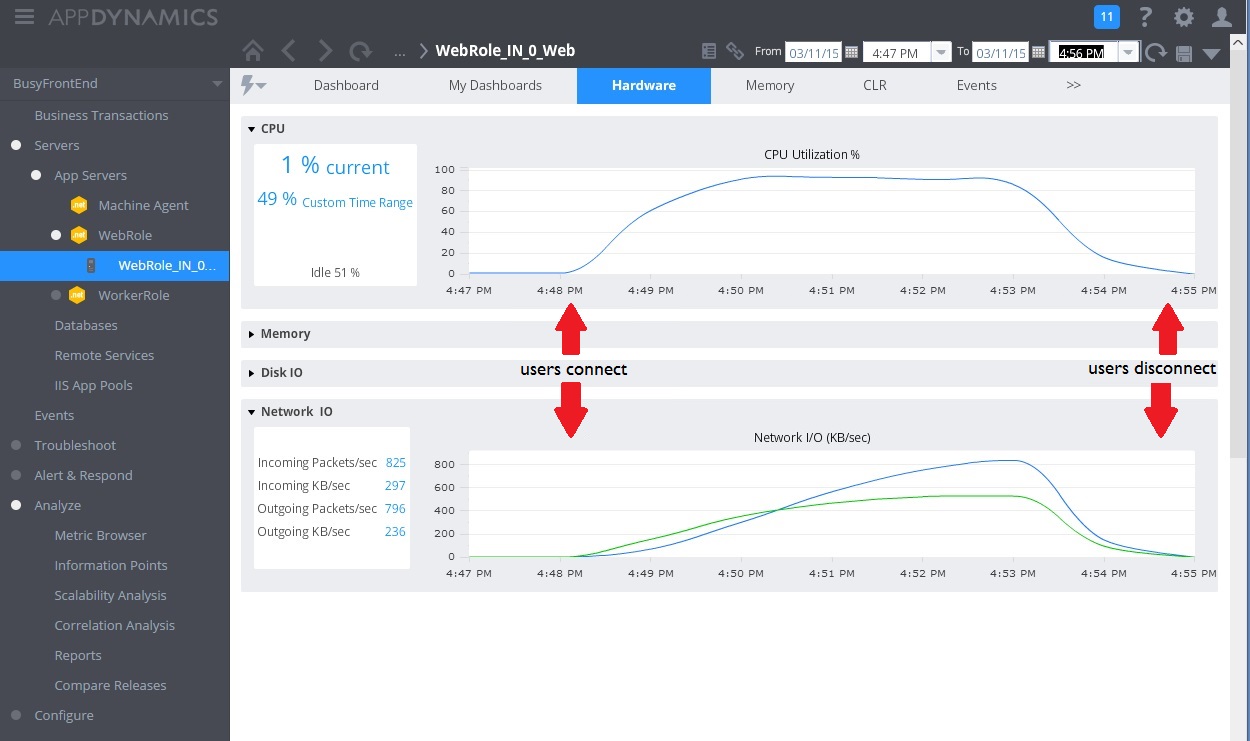 APPDYNAMICS
11 ?
... WebRole_IN_0_Web From 03/11/15 4:47 PM To 03/11/15 4:56 PM
BusyFrontEnd
Business Transactions
Servers
App Servers
.net Machine Agent
.net WebRole
WebRole_IN_0...
.net WorkerRole
Databases
Remote Services
IIS App Pools
Events
Troubleshoot
Alert & Respond
Analyze
Metric Browser
Information Points
Scalability Analysis
Correlation Analysis
Reports
Compare Releases
Configure
Dashboard My Dashboards Hardware Memory CLR Events >>
CPU
1 % current
49 % Custom Time Range
Idle 51 %
CPU Utilization %
100
80
60
40
20
0
4:47 PM 4:48 PM 4:49 PM 4:50 PM 4:51 PM 4:52 PM 4:53 PM 4:54 PM 4:55 PM
Memory
users connect users disconnect
Disk IO
Network IO
Incoming Packets/sec 825
Incoming KB/sec 297
Outgoing Packets/sec 796
Outgoing KB/sec 236
Network I/O (KB/sec)
800
600
400
200
0
4:47 PM 4:48 PM 4:49 PM 4:50 PM 4:51 PM 4:52 PM 4:53 PM 4:54 PM 4:55 PM